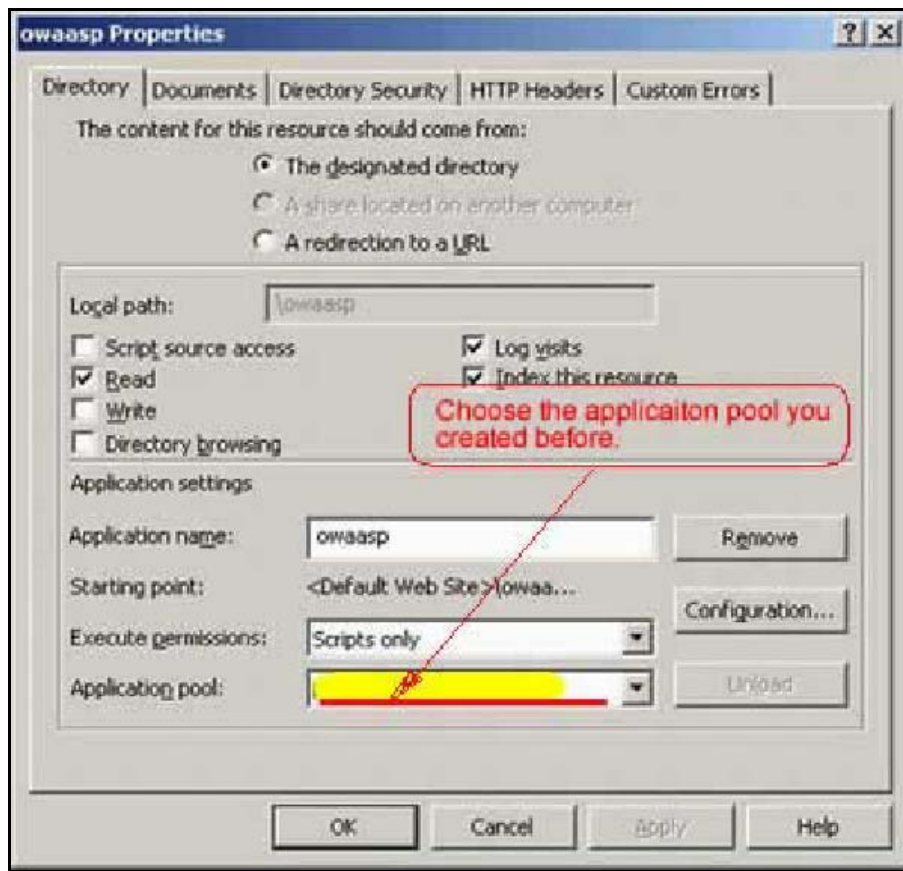 owaasp Properties
Directory
Documents
Directory Security
HTTP Headers
Custom Errors
The content for this resource should come from:
The designated directory
A share located on another computer
A redirection to a URL
Local path:
\owaasp
Script source access
Log visits
Read
Index this resource
Write
Directory browsing
Choose the applicaiton pool you
created before.
Application settings
Application name:
owaasp
Remove
Starting point:
<Default Web Site>\owaa...
Configuration...
Execute permissions:
Scripts only
Application pool:
Unload
OK
Cancel
Apply
Help